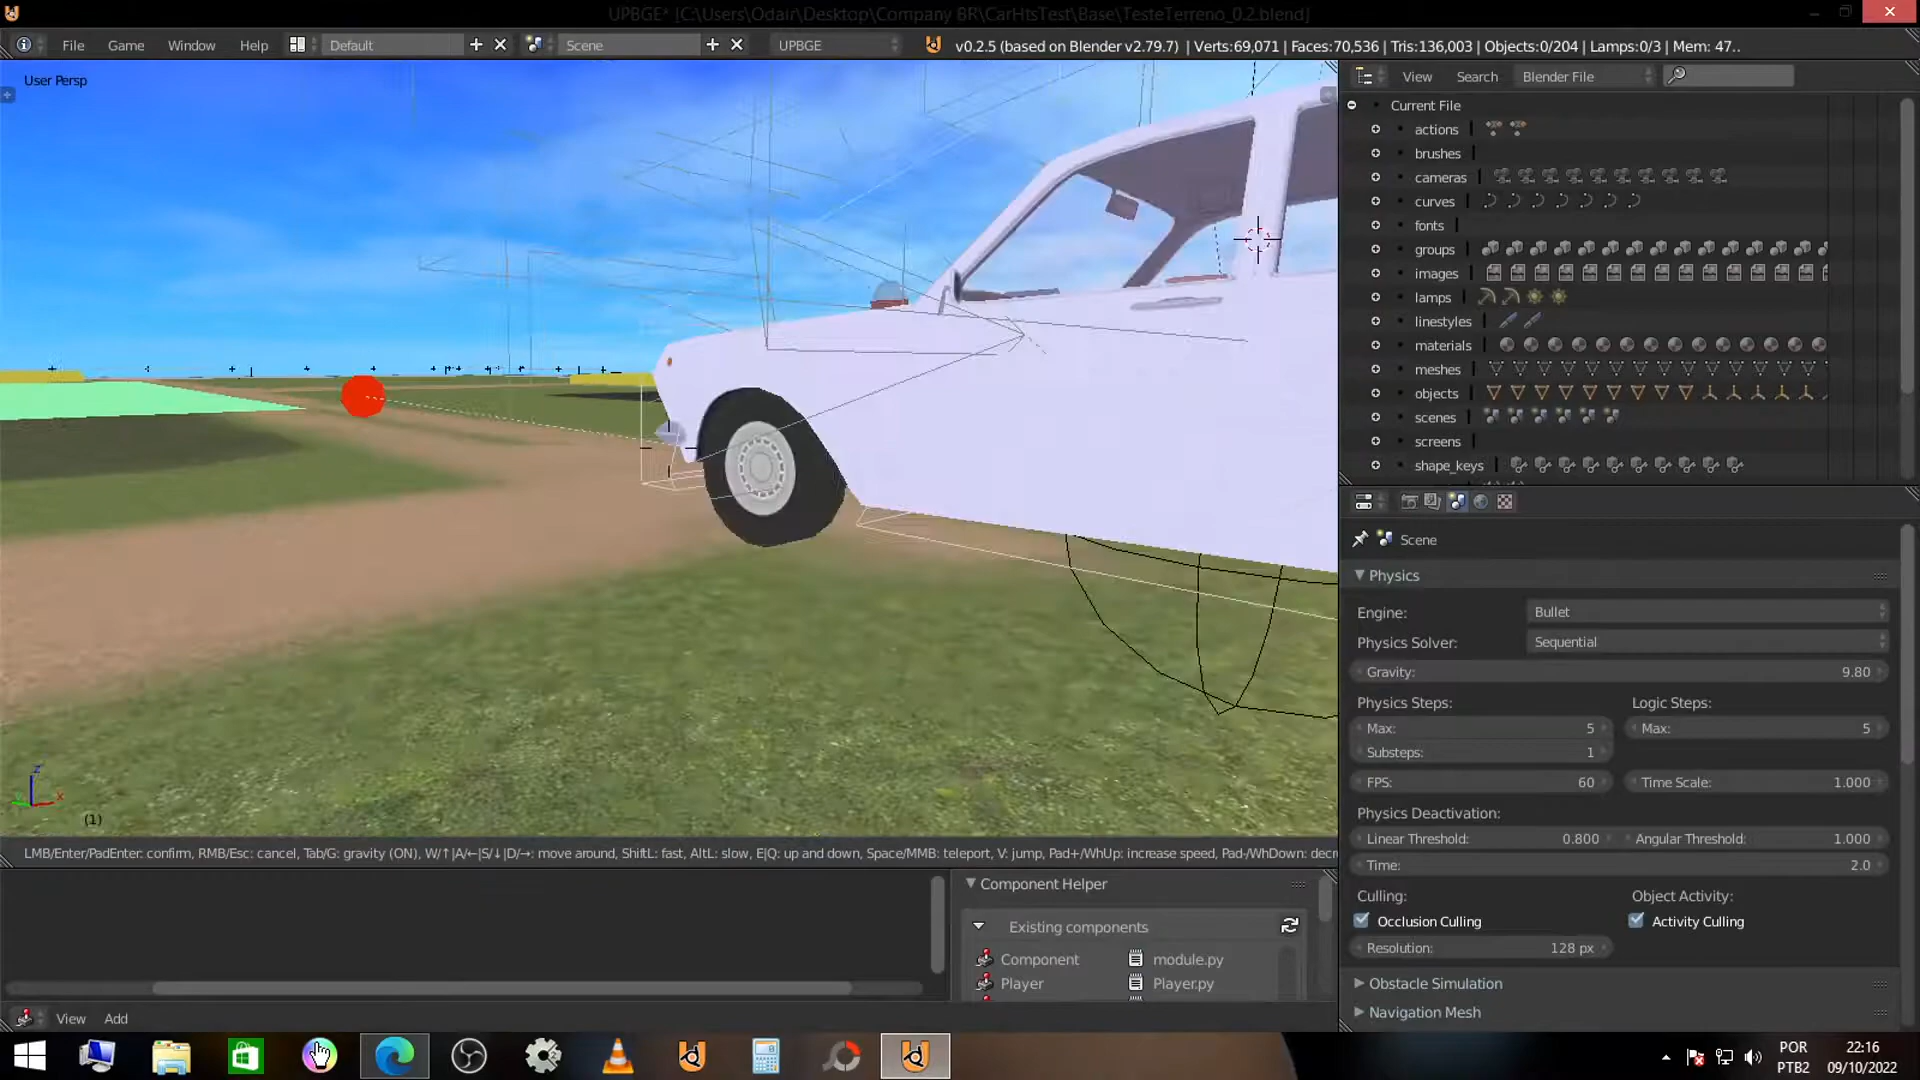 UPBGE* [C:\Users\Odair\Desktop\Company BR\CarHtsTest\Base\TesteTerreno_0.2.blend]
File Game Window Help Default Scene UPBGE v0.2.5 (based on Blender v2.79.7) | Verts:69,071 | Faces:70,536 | Tris:136,003 | Objects:0/204 | Lamps:0/3 | Mem: 47..
User Persp
View Search Blender File
Current File
actions
brushes
cameras
curves
fonts
groups
images
lamps
linestyles
materials
meshes
objects
scenes
screens
shape_keys
Scene
Physics
Engine: Bullet
Physics Solver: Sequential
Gravity: 9.80
Physics Steps: Logic Steps:
Max: 5 Max: 5
Substeps: 1
FPS: 60 Time Scale: 1.000
Physics Deactivation:
Linear Threshold: 0.800 Angular Threshold: 1.000
Time: 2.0
Culling: Object Activity:
Occlusion Culling Activity Culling
Resolution: 128 px
Obstacle Simulation
Navigation Mesh
z
x
(1)
LMB/Enter/PadEnter: confirm, RMB/Esc: cancel, Tab/G: gravity (ON), W/↑|A/←|S/↓|D/→: move around, ShiftL: fast, AltL: slow, E|Q: up and down, Space/MMB: teleport, V: jump, Pad+/WhUp: increase speed, Pad-/WhDown: decr
Component Helper
Existing components
Component module.py
Player Player.py
View Add
POR 22:16
PTB2 09/10/2022